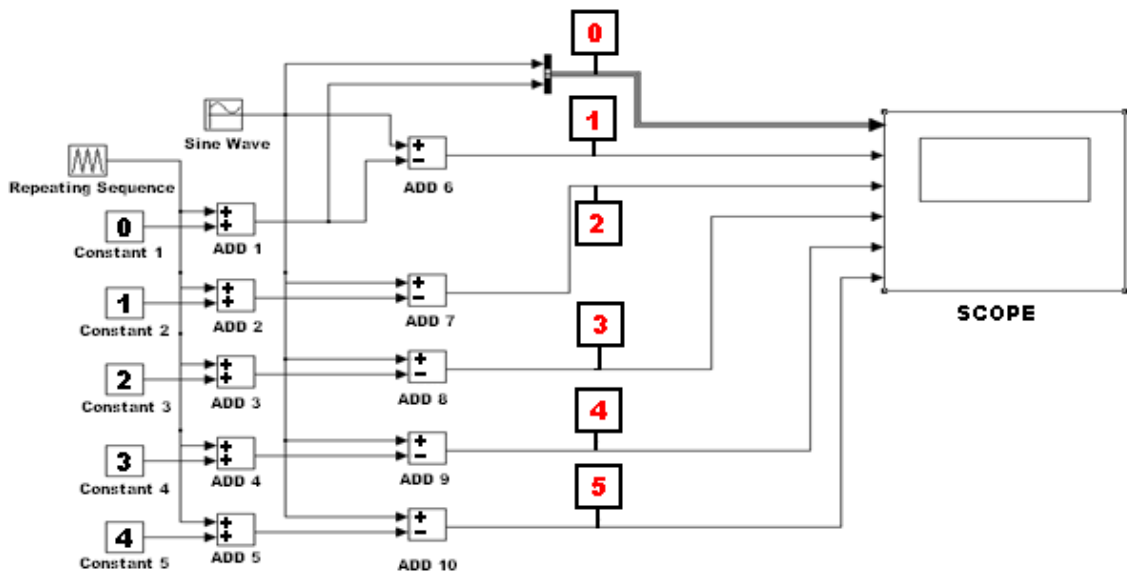 0
1
Sine Wave
+
−
ADD 6
Repeating Sequence
0
Constant 1
+
+
ADD 1
2
1
Constant 2
+
+
ADD 2
+
−
ADD 7
SCOPE
3
2
Constant 3
+
+
ADD 3
+
−
ADD 8
4
3
Constant 4
+
+
ADD 4
+
−
ADD 9
5
4
Constant 5
+
+
ADD 5
+
−
ADD 10